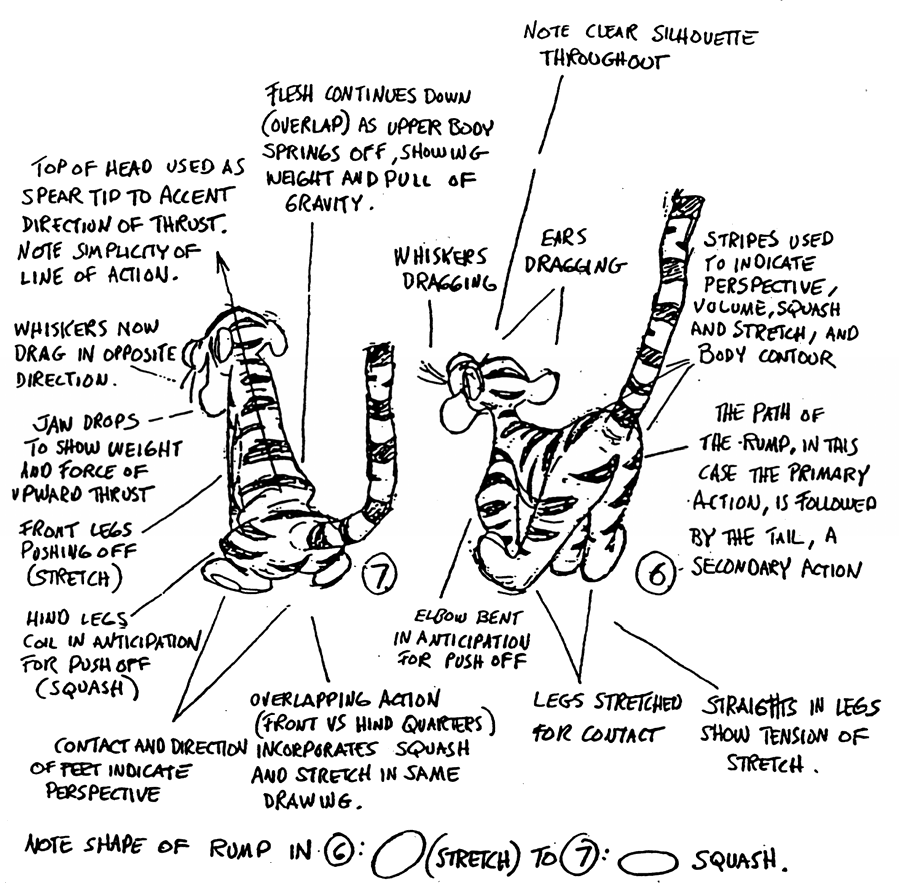 NOTE CLEAR SILHOUETTE
THROUGHOUT
FLESH CONTINUES DOWN
(OVERLAP) AS UPPER BODY
SPRINGS OFF, SHOWING
WEIGHT AND PULL OF
GRAVITY.
TOP OF HEAD USED AS
SPEAR TIP TO ACCENT
DIRECTION OF THRUST.
NOTE SIMPLICITY OF
LINE OF ACTION.
WHISKERS
DRAGGING
EARS
DRAGGING
STRIPES USED
TO INDICATE
PERSPECTIVE,
VOLUME, SQUASH
AND STRETCH, AND
BODY CONTOUR
WHISKERS NOW
DRAG IN OPPOSITE
DIRECTION.
JAW DROPS
TO SHOW WEIGHT
AND FORCE OF
UPWARD THRUST
THE PATH OF
THE RUMP, IN THIS
CASE THE PRIMARY
ACTION, IS FOLLOWED
BY THE TAIL, A
SECONDARY ACTION
FRONT LEGS
PUSHING OFF
(STRETCH)
7
6
HIND LEGS
COIL IN ANTICIPATION
FOR PUSH OFF
(SQUASH)
ELBOW BENT
IN ANTICIPATION
FOR PUSH OFF
CONTACT AND DIRECTION
OF FEET INDICATE
PERSPECTIVE
OVERLAPPING ACTION
(FRONT VS HIND QUARTERS)
INCORPORATES SQUASH
AND STRETCH IN SAME
DRAWING.
LEGS STRETCHED
FOR CONTACT
STRAIGHTS IN LEGS
SHOW TENSION OF
STRETCH.
NOTE SHAPE OF RUMP IN 6: (STRETCH) TO 7: SQUASH.